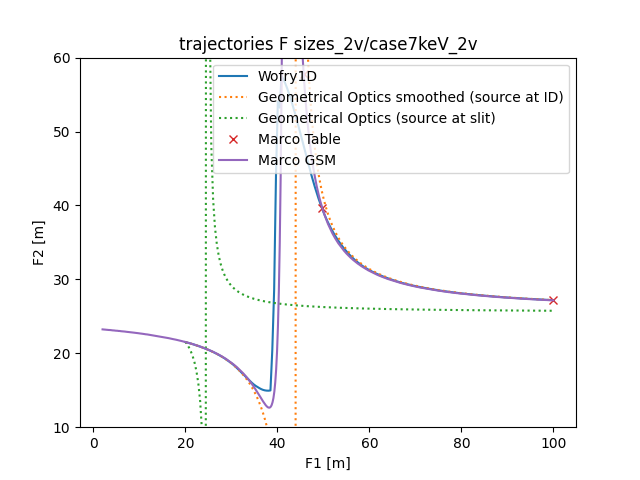 trajectories F sizes_2v/case7keV_2v
Wofry1D
Geometrical Optics smoothed (source at ID)
Geometrical Optics (source at slit)
Marco Table
Marco GSM
60
50
40
30
20
10
F2 [m]
0
20
40
60
80
100
F1 [m]